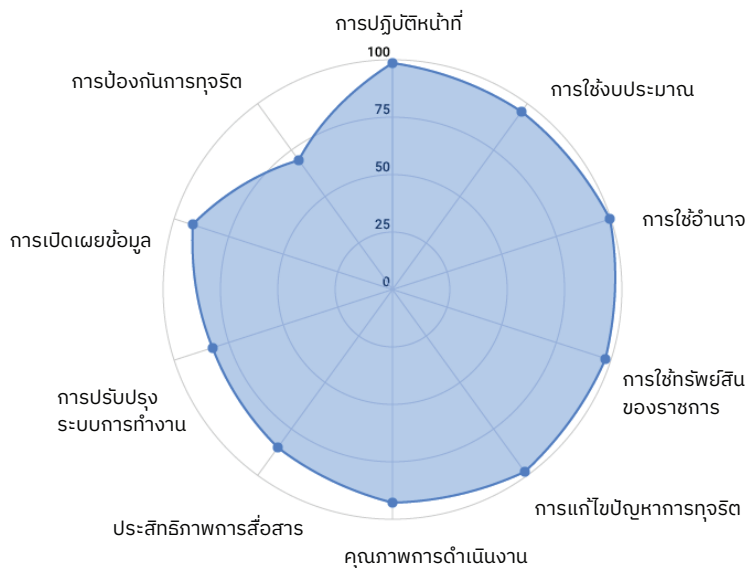 การปฏิบัติหน้าที่
100
การป้องกันการทุจริต
การใช้งบประมาณ
75
50
การใช้อำนาจ
25
การเปิดเผยข้อมูล
0
การใช้ทรัพย์สิน
ของราชการ
การปรับปรุง
ระบบการทำงาน
การแก้ไขปัญหาการทุจริต
ประสิทธิภาพการสื่อสาร
คุณภาพการดำเนินงาน